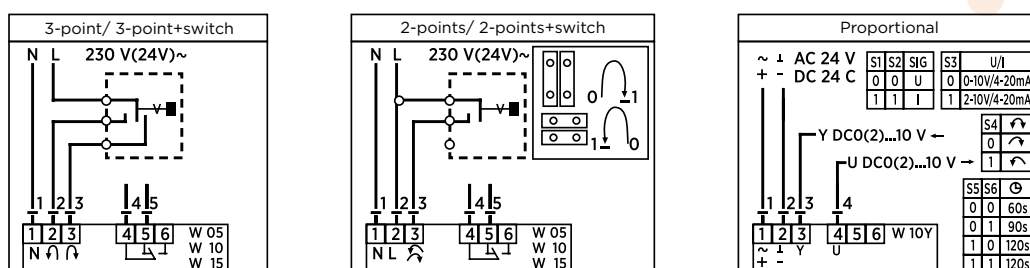 3-point/ 3-point+switch
N L 230 V(24V)~
1 2 3 4 5
1 2 3 4 5 6 W 05
N W 10
W 15
2-points/ 2-points+switch
N L 230 V(24V)~
0 1
1 0
1 2 3 4 5
1 2 3 4 5 6 W 05
N L W 10
W 15
Proportional
~ ⊥ AC 24 V
+ - DC 24 C
S1 S2 SIG
0 0 U
1 1 I
S3 U/I
0 0-10V/4-20mA
1 2-10V/4-20mA
Y DC0(2)...10 V ←
U DC0(2)...10 V →
S4
0
1
S5 S6
0 0 60s
0 1 90s
1 0 120s
1 1 120s
1 2 3 4
1 2 3 4 5 6 W 10Y
~ ⊥ Y U
+ -